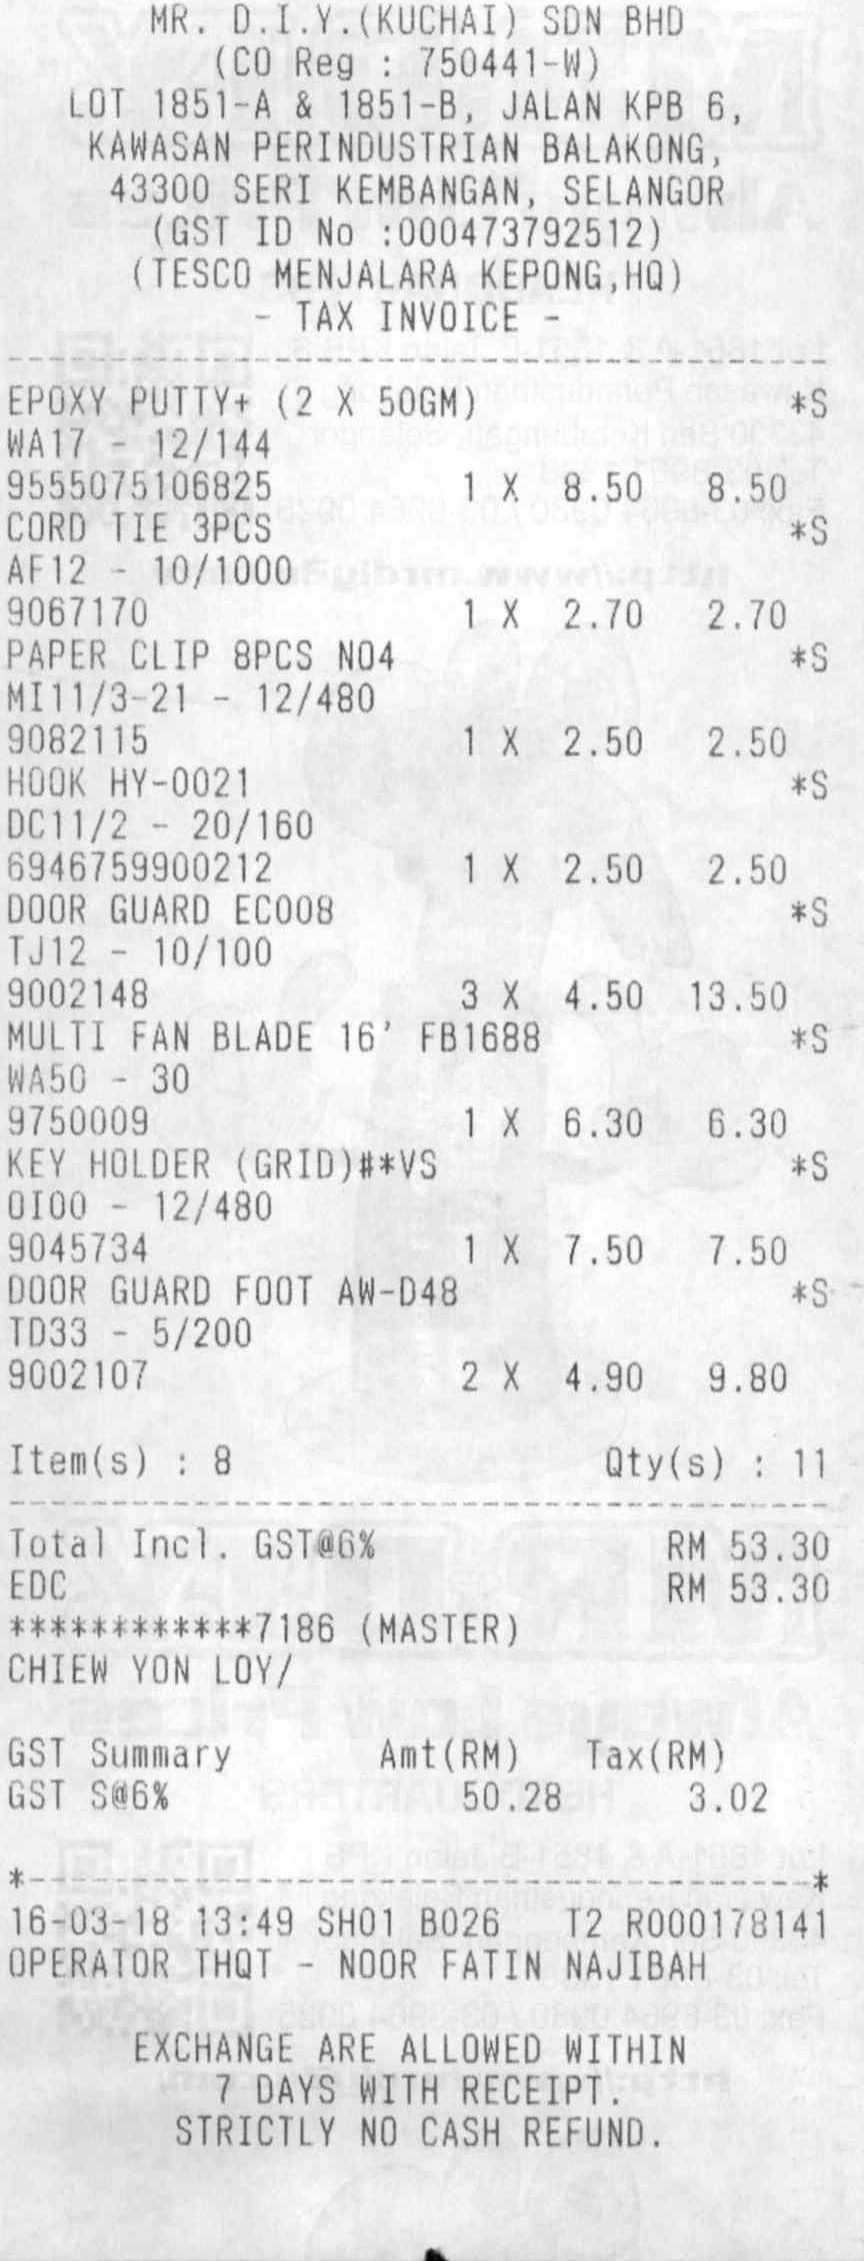 MR. D.I.Y.(KUCHAI) SDN BHD
(CO Reg : 750441-W)
LOT 1851-A & 1851-B, JALAN KPB 6,
KAWASAN PERINDUSTRIAN BALAKONG,
43300 SERI KEMBANGAN, SELANGOR
(GST ID No :000473792512)
(TESCO MENJALARA KEPONG,HQ)
- TAX INVOICE -
EPOXY PUTTY+ (2 X 50GM) *S
WA17 - 12/144
9555075106825 1 X 8.50 8.50
CORD TIE 3PCS *S
AF12 - 10/1000
9067170 1 X 2.70 2.70
PAPER CLIP 8PCS NO4 *S
MI11/3-21 - 12/480
9082115 1 X 2.50 2.50
HOOK HY-0021 *S
DC11/2 - 20/160
6946759900212 1 X 2.50 2.50
DOOR GUARD EC008 *S
TJ12 - 10/100
9002148 3 X 4.50 13.50
MULTI FAN BLADE 16' FB1688 *S
WA50 - 30
9750009 1 X 6.30 6.30
KEY HOLDER (GRID)#*VS *S
OI00 - 12/480
9045734 1 X 7.50 7.50
DOOR GUARD FOOT AW-D48 *S
TD33 - 5/200
9002107 2 X 4.90 9.80
Item(s) : 8 Qty(s) : 11
Total Incl. GST@6% RM 53.30
EDC RM 53.30
************7186 (MASTER)
CHIEW YON LOY/
GST Summary Amt(RM) Tax(RM)
GST S@6% 50.28 3.02
*--------------------------------------*
16-03-18 13:49 SH01 B026 T2 R000178141
OPERATOR THQT - NOOR FATIN NAJIBAH
EXCHANGE ARE ALLOWED WITHIN
7 DAYS WITH RECEIPT.
STRICTLY NO CASH REFUND.